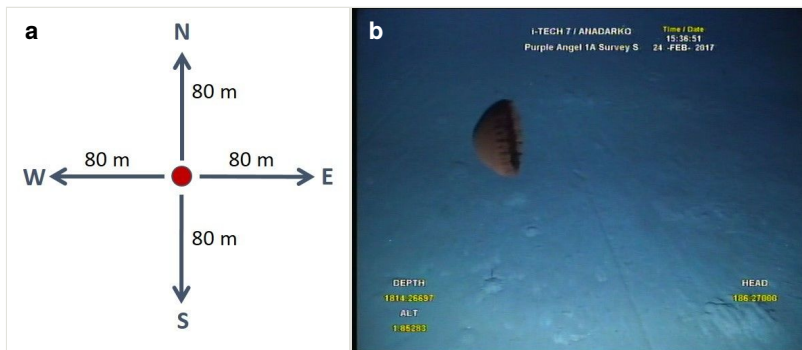 a
N
80 m
W
80 m
80 m
E
80 m
S
b
i-TECH 7 / ANADARKO
Purple Angel 1A Survey S
Time / Date
15:36:51
24 -FEB- 2017
DEPTH
1814.26697
ALT
1.85283
HEAD
186.27000